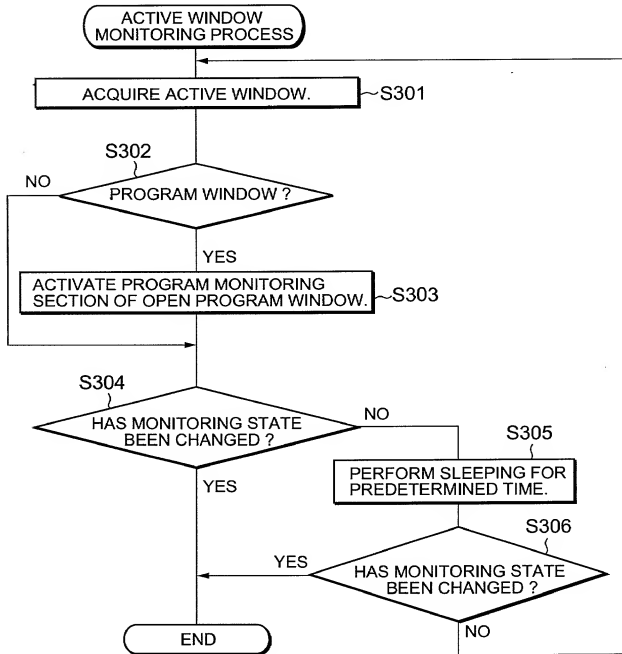 ACTIVE WINDOW
MONITORING PROCESS
ACQUIRE ACTIVE WINDOW.
S301
S302
NO
PROGRAM WINDOW ?
YES
ACTIVATE PROGRAM MONITORING
SECTION OF OPEN PROGRAM WINDOW.
S303
S304
HAS MONITORING STATE
BEEN CHANGED ?
NO
YES
S305
PERFORM SLEEPING FOR
PREDETERMINED TIME.
S306
YES
HAS MONITORING STATE
BEEN CHANGED ?
NO
END